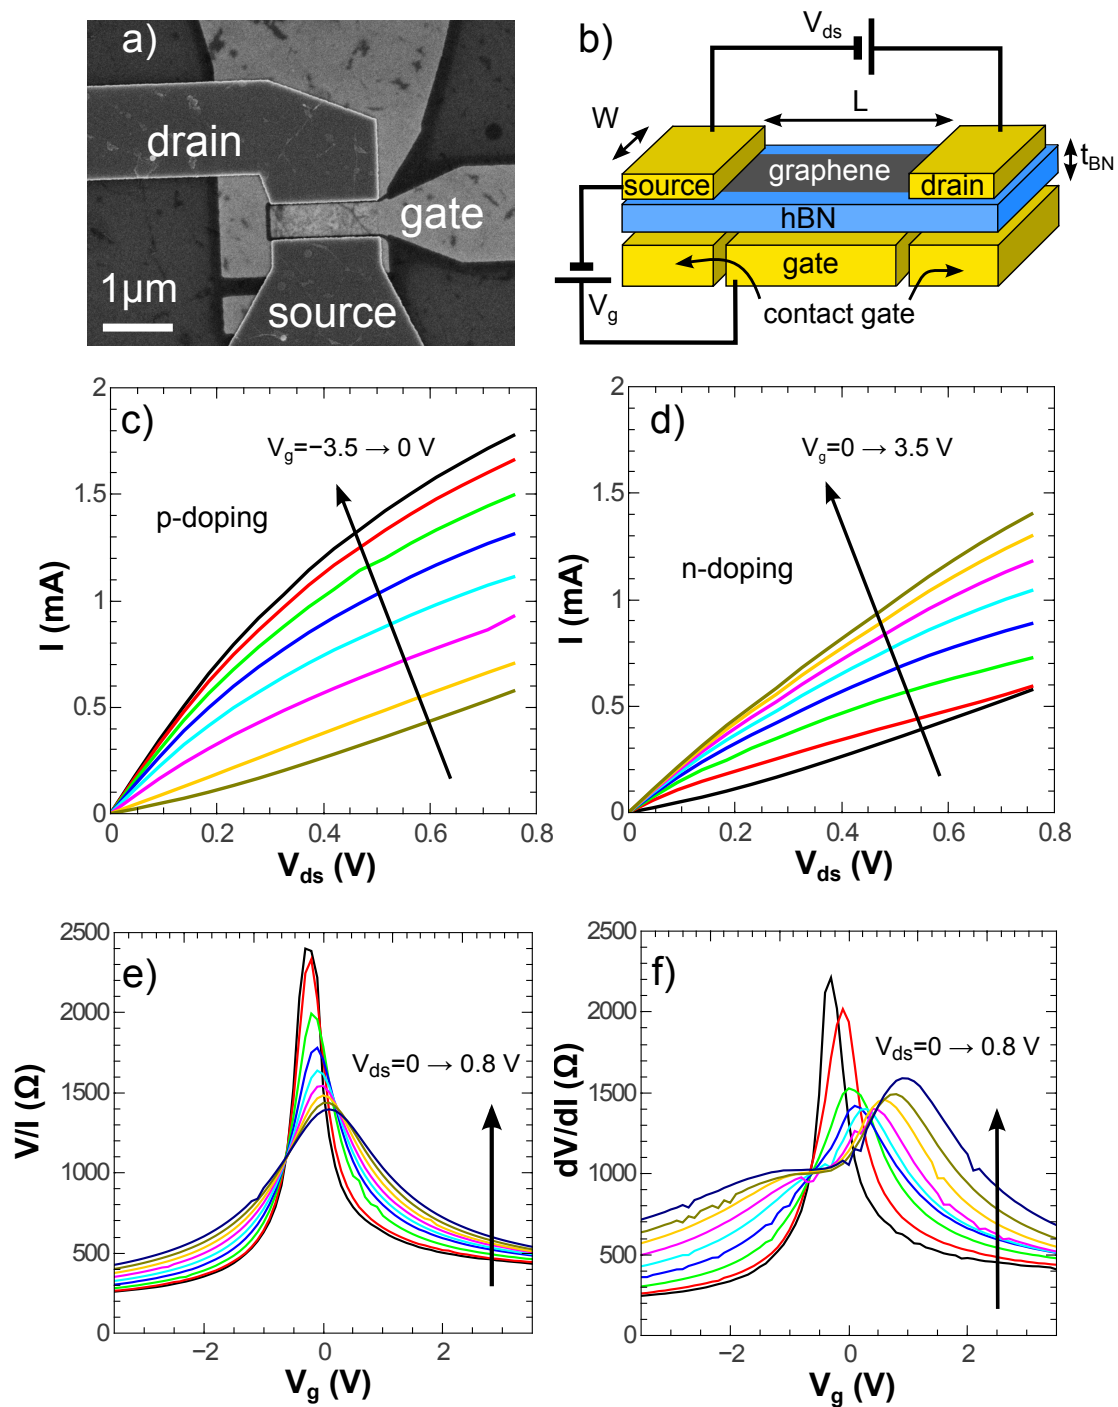 a)
drain
gate
1μm
source
b)
V_ds
W
L
t_BN
graphene
source
drain
hBN
gate
V_g
contact gate
c)
V_g=−3.5 → 0 V
p-doping
2
1.5
1
0.5
0
0
0.2
0.4
0.6
0.8
I (mA)
V_ds (V)
d)
V_g=0 → 3.5 V
n-doping
2
1.5
1
0.5
0
0
0.2
0.4
0.6
0.8
I (mA)
V_ds (V)
e)
V_ds=0 → 0.8 V
2500
2000
1500
1000
500
0
−2
0
2
V/I (Ω)
V_g (V)
f)
V_ds=0 → 0.8 V
2500
2000
1500
1000
500
0
−2
0
2
dV/dI (Ω)
V_g (V)